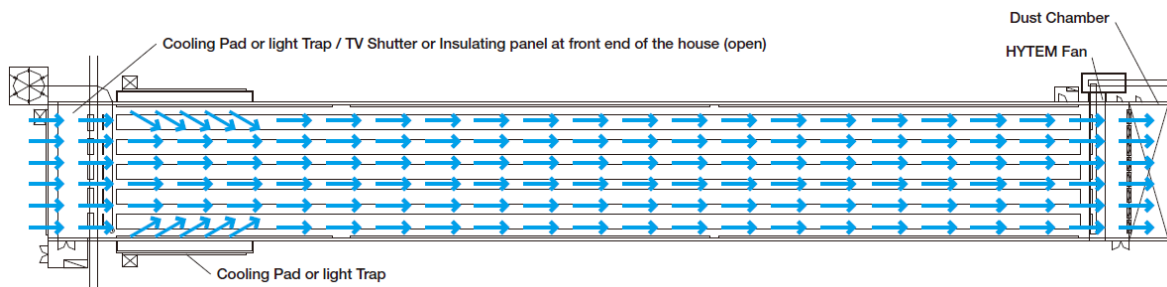 Dust Chamber
Cooling Pad or light Trap / TV Shutter or Insulating panel at front end of the house (open)
HYTEM Fan
Cooling Pad or light Trap